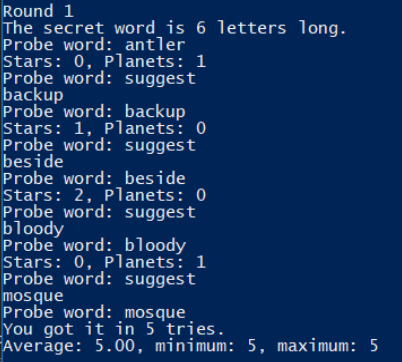 Round 1
The secret word is 6 letters long.
Probe word: antler
Stars: 0, Planets: 1
Probe word: suggest
backup
Probe word: backup
Stars: 1, Planets: 0
Probe word: suggest
beside
Probe word: beside
Stars: 2, Planets: 0
Probe word: suggest
bloody
Probe word: bloody
Stars: 0, Planets: 1
Probe word: suggest
mosque
Probe word: mosque
You got it in 5 tries.
Average: 5.00, minimum: 5, maximum: 5